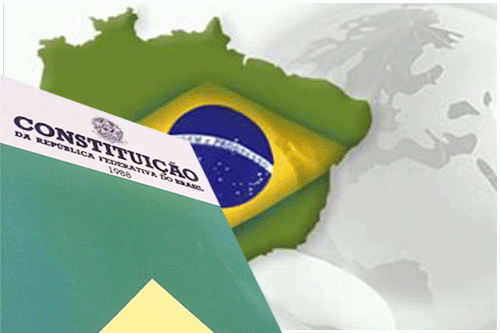 CONSTITUIÇÃO
DA REPÚBLICA FEDERATIVA DO BRASIL
1988